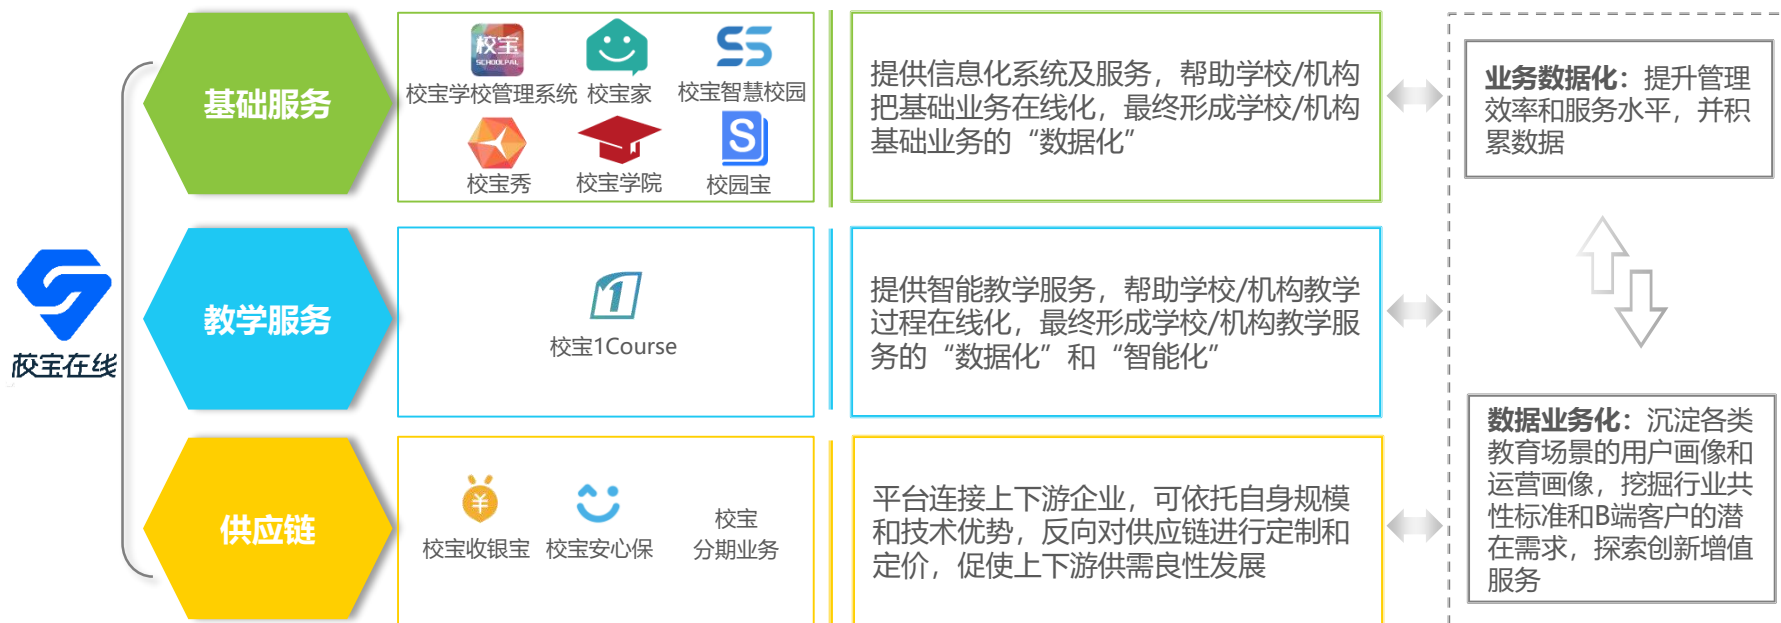 校宝在线
基础服务
校宝
SCHOOLPAL
校宝学校管理系统
校宝家
校宝智慧校园
校宝秀
校宝学院
S
校园宝
提供信息化系统及服务，帮助学校/机构
把基础业务在线化，最终形成学校/机构
基础业务的“数据化”
教学服务
1
校宝1Course
提供智能教学服务，帮助学校/机构教学
过程在线化，最终形成学校/机构教学服
务的“数据化”和“智能化”
供应链
¥
校宝收银宝
校宝安心保
校宝
分期业务
平台连接上下游企业，可依托自身规模
和技术优势，反向对供应链进行定制和
定价，促使上下游供需良性发展
业务数据化：提升管理
效率和服务水平，并积
累数据
数据业务化：沉淀各类
教育场景的用户画像和
运营画像，挖掘行业共
性标准和B端客户的潜
在需求，探索创新增值
服务